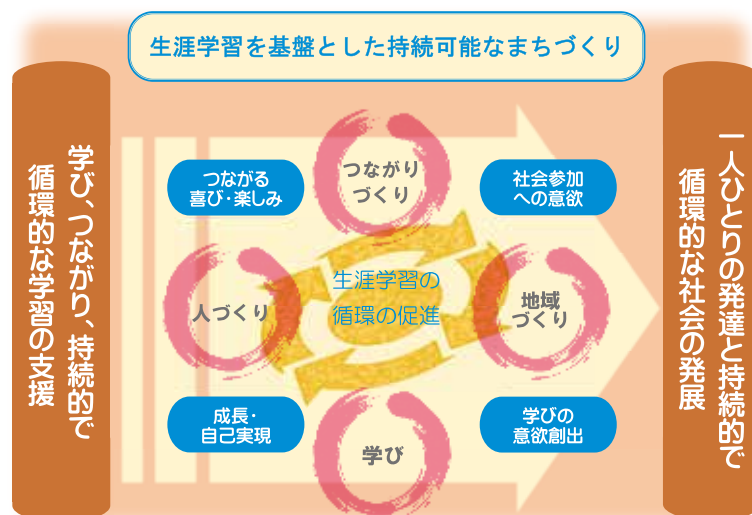 生涯学習を基盤とした持続可能なまちづくり
学び、つながり、持続的で
循環的な学習の支援
つながる
喜び・楽しみ
つながり
づくり
社会参加
への意欲
人づくり
生涯学習の
循環の促進
地域
づくり
成長・
自己実現
学び
学びの
意欲創出
一人ひとりの発達と持続的で
循環的な社会の発展